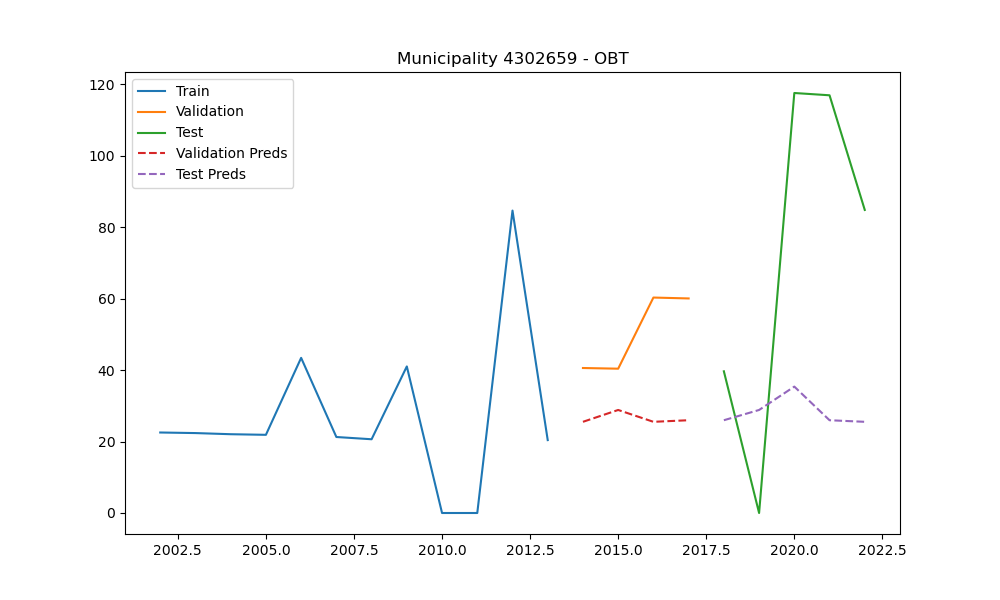 Municipality 4302659 - OBT
Train
Validation
Test
Validation Preds
Test Preds
120
100
80
60
40
20
0
2002.5 2005.0 2007.5 2010.0 2012.5 2015.0 2017.5 2020.0 2022.5